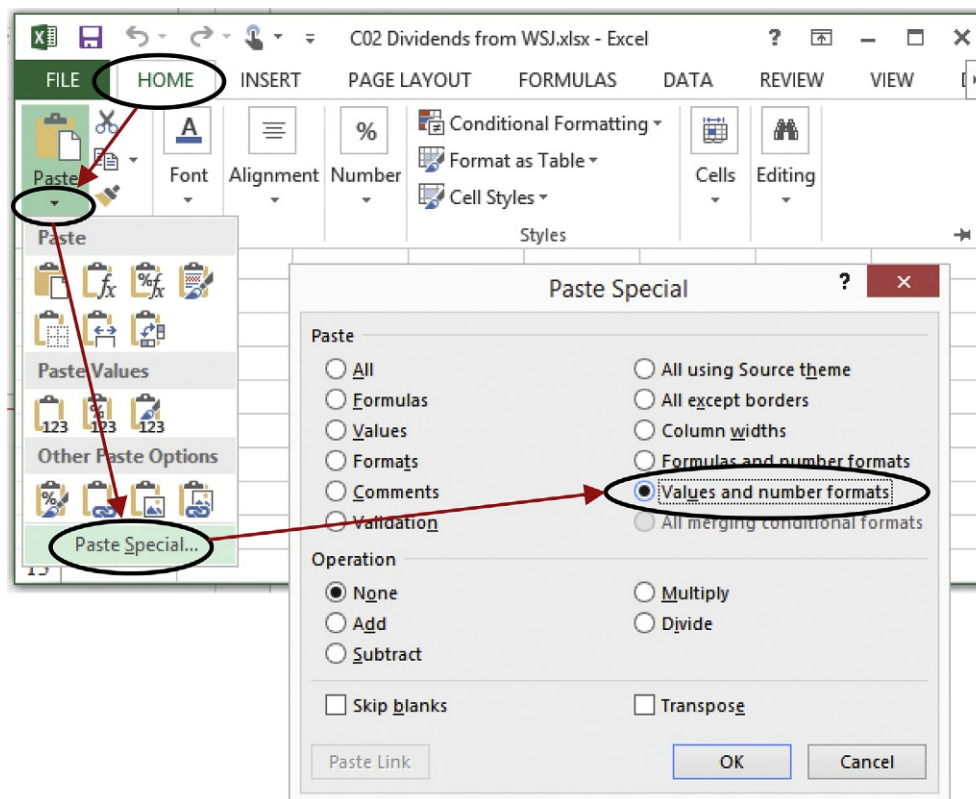 C02 Dividends from WSJ.xlsx - Excel ?
FILE HOME INSERT PAGE LAYOUT FORMULAS DATA REVIEW VIEW
Paste
A
Font
Alignment
%
Number
Conditional Formatting
Format as Table
Cell Styles
Styles
Cells
Editing
Paste
fx
%fx
Paste Values
123
% 123
123
Other Paste Options
%
Paste Special...
15
Paste Special ?
Paste
All
Formulas
Values
Formats
Comments
Validation
All using Source theme
All except borders
Column widths
Formulas and number formats
Values and number formats
All merging conditional formats
Operation
None
Add
Subtract
Multiply
Divide
Skip blanks
Transpose
Paste Link
OK
Cancel